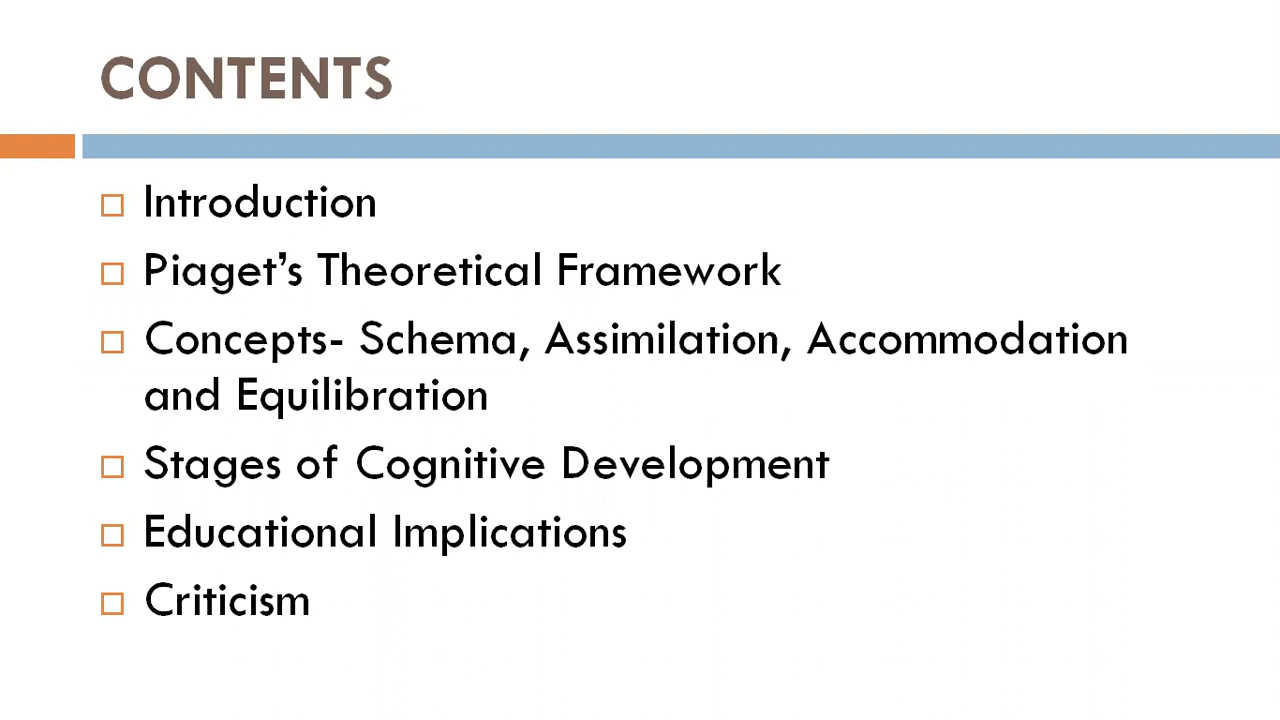 CONTENTS
Introduction
Piaget's Theoretical Framework
Concepts- Schema, Assimilation, Accommodation
and Equilibration
Stages of Cognitive Development
Educational Implications
Criticism